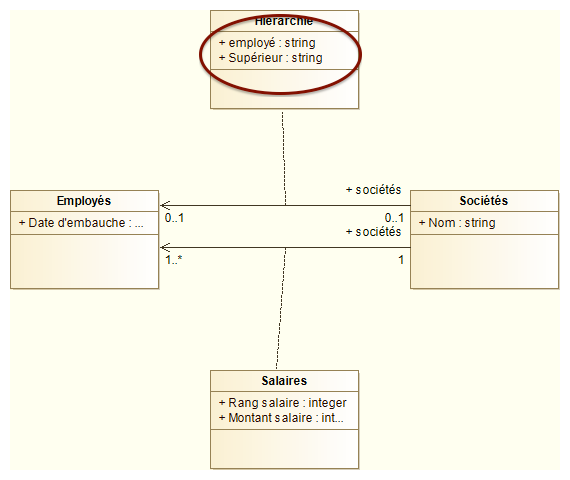 Hiérarchie
+ employé : string
+ Supérieur : string
+ sociétés
Employés
Sociétés
+ Date d'embauche : ...
0..1
0..1
+ Nom : string
+ sociétés
1..*
1
Salaires
+ Rang salaire : integer
+ Montant salaire : int...